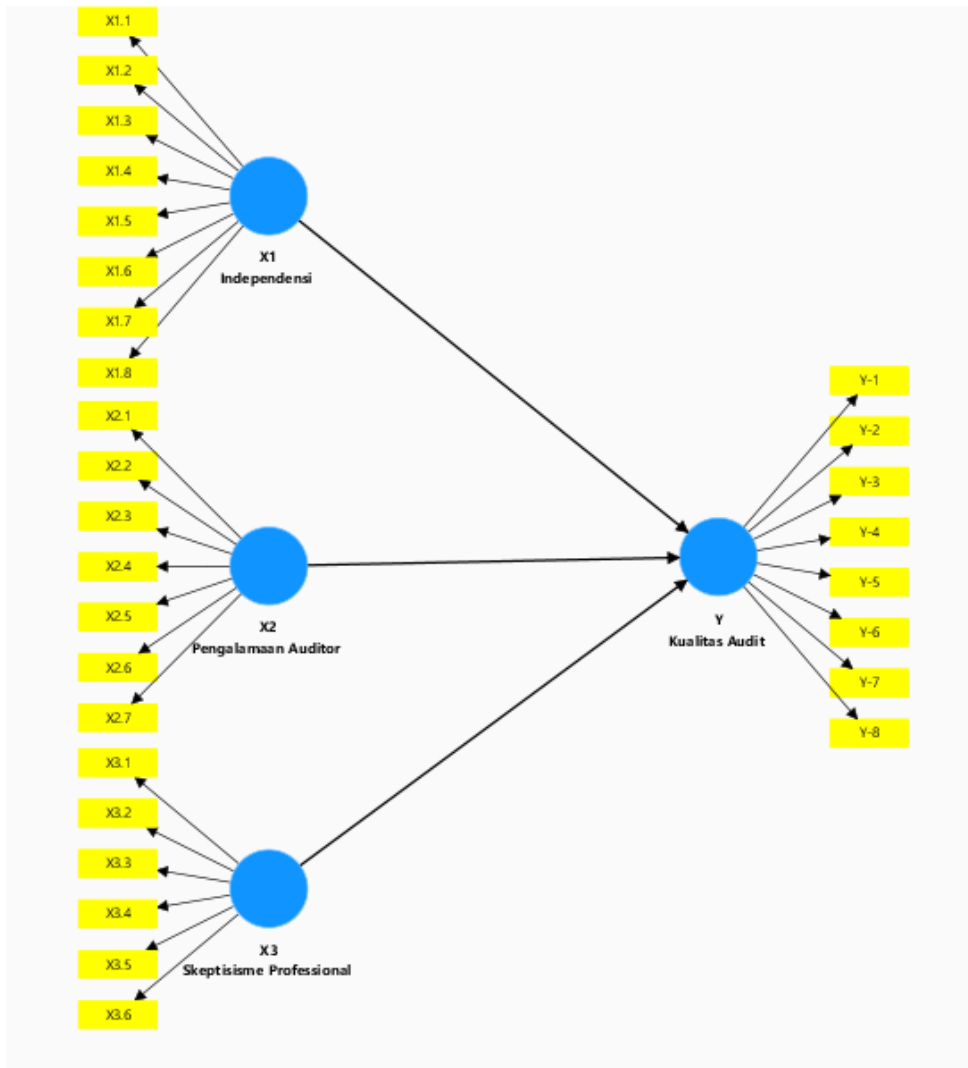 X1.1
X1.2
X1.3
X1.4
X1.5
X1.6
X1.7
X1.8
X1
Independensi
X2.1
X2.2
X2.3
X2.4
X2.5
X2.6
X2.7
X2
Pengalamaan Auditor
X3.1
X3.2
X3.3
X3.4
X3.5
X3.6
X3
Skeptisisme Professional
Y
Kualitas Audit
Y-1
Y-2
Y-3
Y-4
Y-5
Y-6
Y-7
Y-8